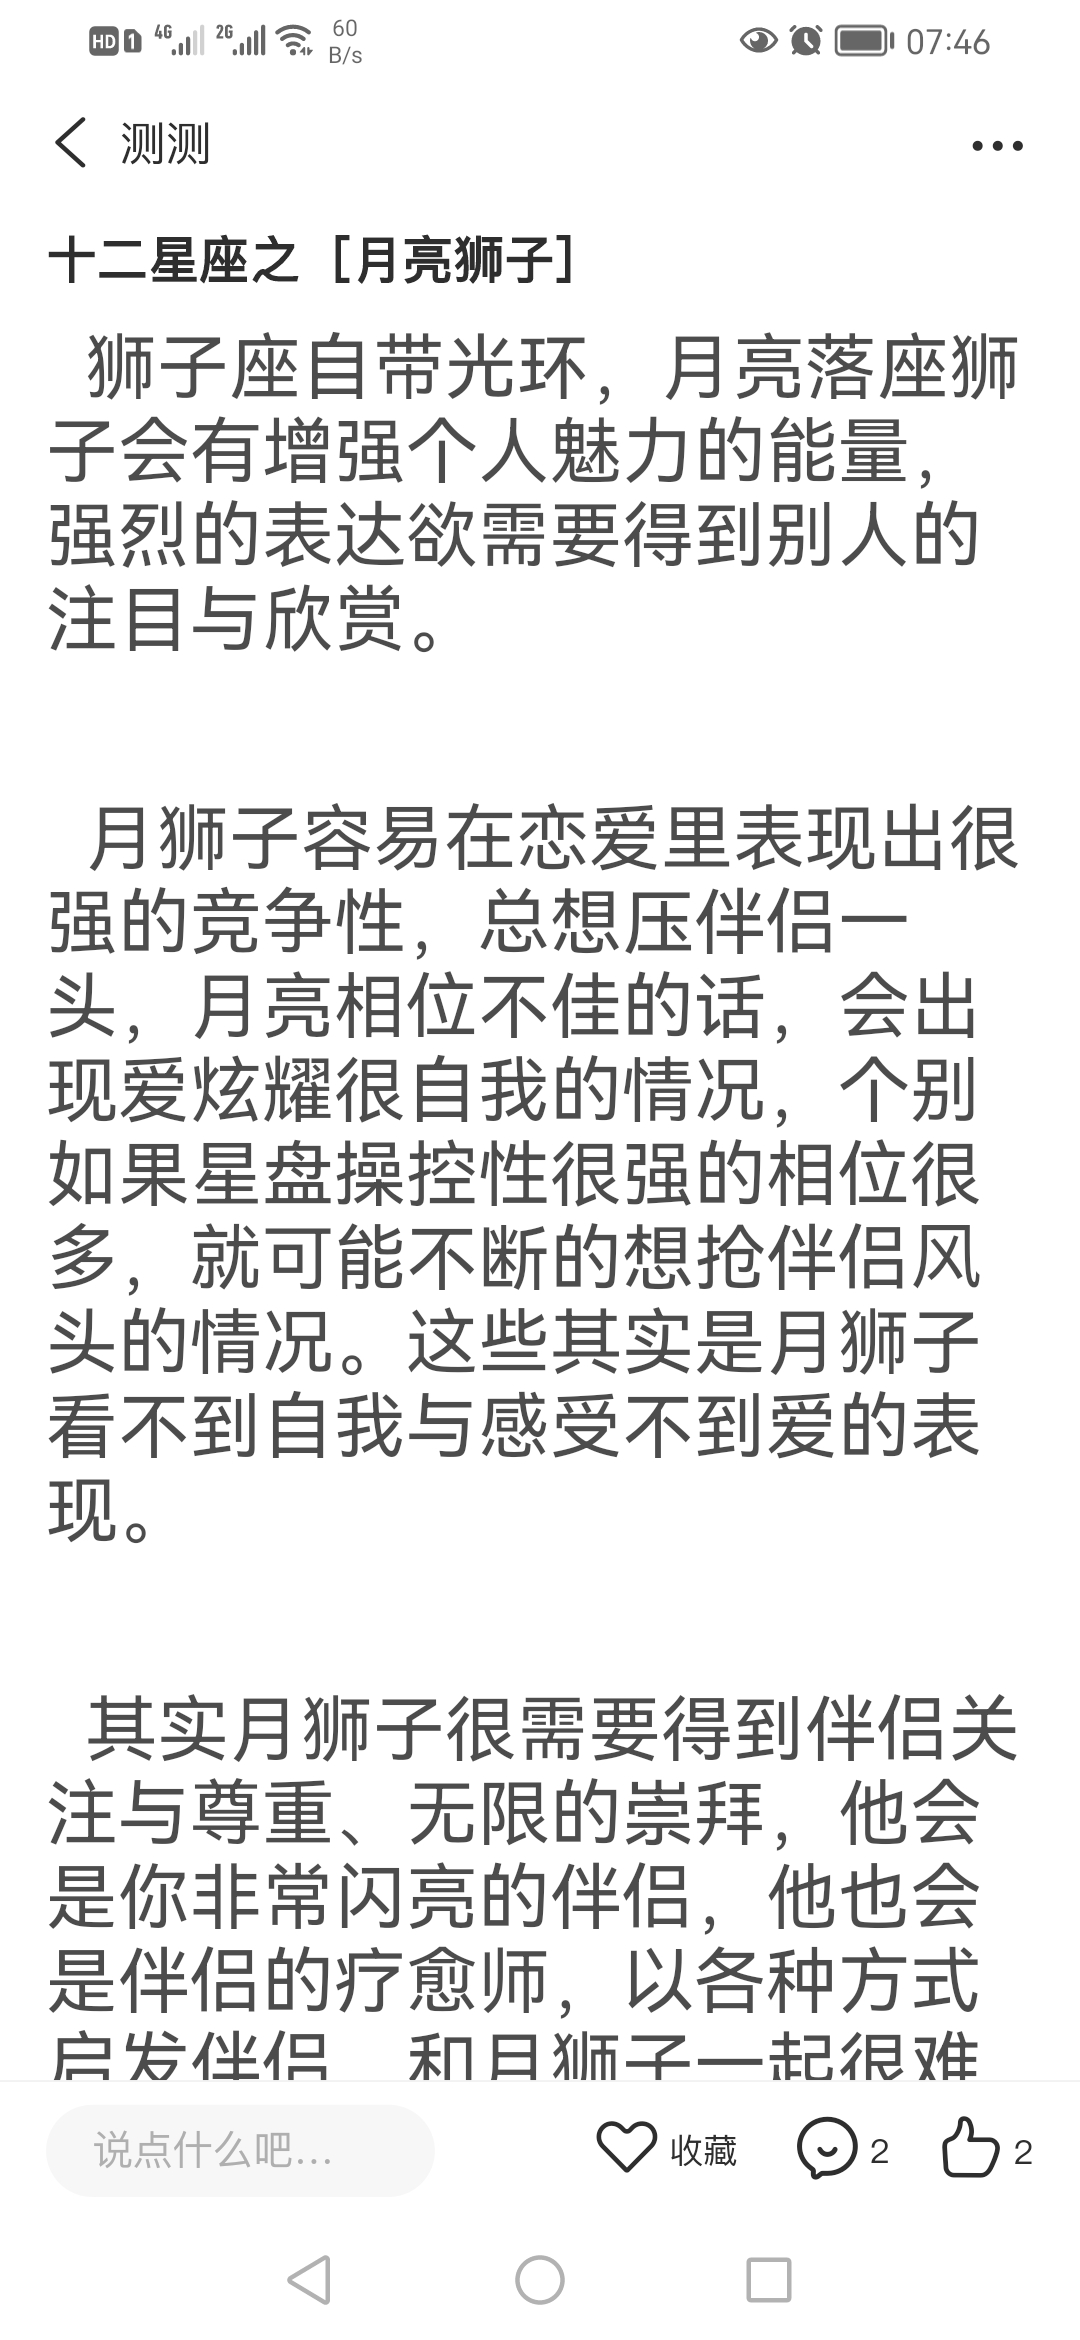 HD 1 4G 2G 60 B/s 07:46
测测
十二星座之［月亮狮子］
狮子座自带光环，月亮落座狮
子会有增强个人魅力的能量，
强烈的表达欲需要得到别人的
注目与欣赏。
月狮子容易在恋爱里表现出很
强的竞争性，总想压伴侣一
头，月亮相位不佳的话，会出
现爱炫耀很自我的情况，个别
如果星盘操控性很强的相位很
多，就可能不断的想抢伴侣风
头的情况。这些其实是月狮子
看不到自我与感受不到爱的表
现。
其实月狮子很需要得到伴侣关
注与尊重、无限的崇拜，他会
是你非常闪亮的伴侣，他也会
是伴侣的疗愈师，以各种方式
启发伴侣，和月狮子一起很难
说点什么吧... 收藏 2 2